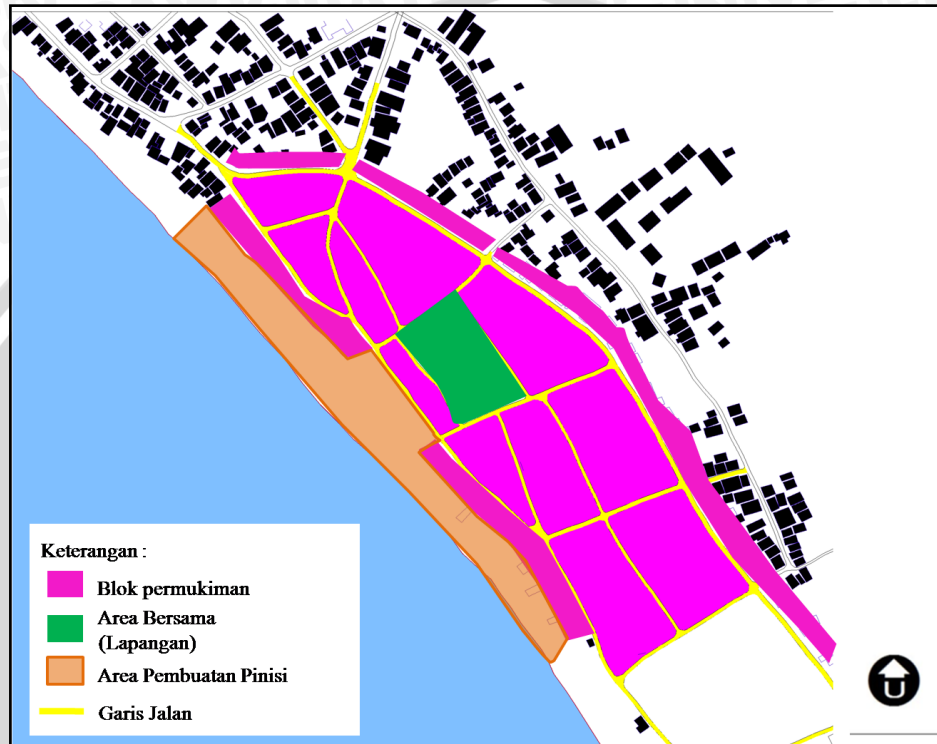 Keterangan :
Blok permukiman
Area Bersama
(Lapangan)
Area Pembuatan Pinisi
Garis Jalan
U